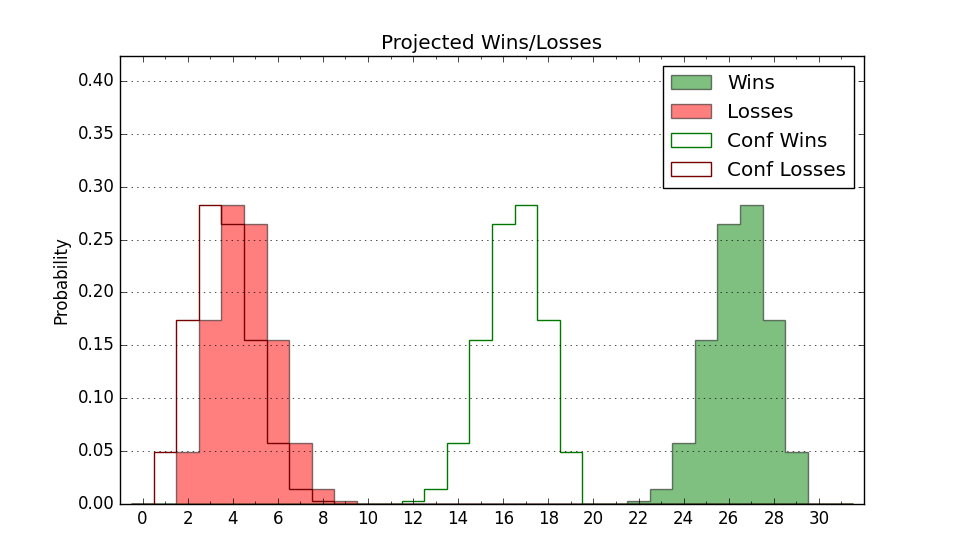 Projected Wins/Losses
Wins
Losses
Conf Wins
Conf Losses
Probability
0.40
0.35
0.30
0.25
0.20
0.15
0.10
0.05
0.00
0 2 4 6 8 10 12 14 16 18 20 22 24 26 28 30